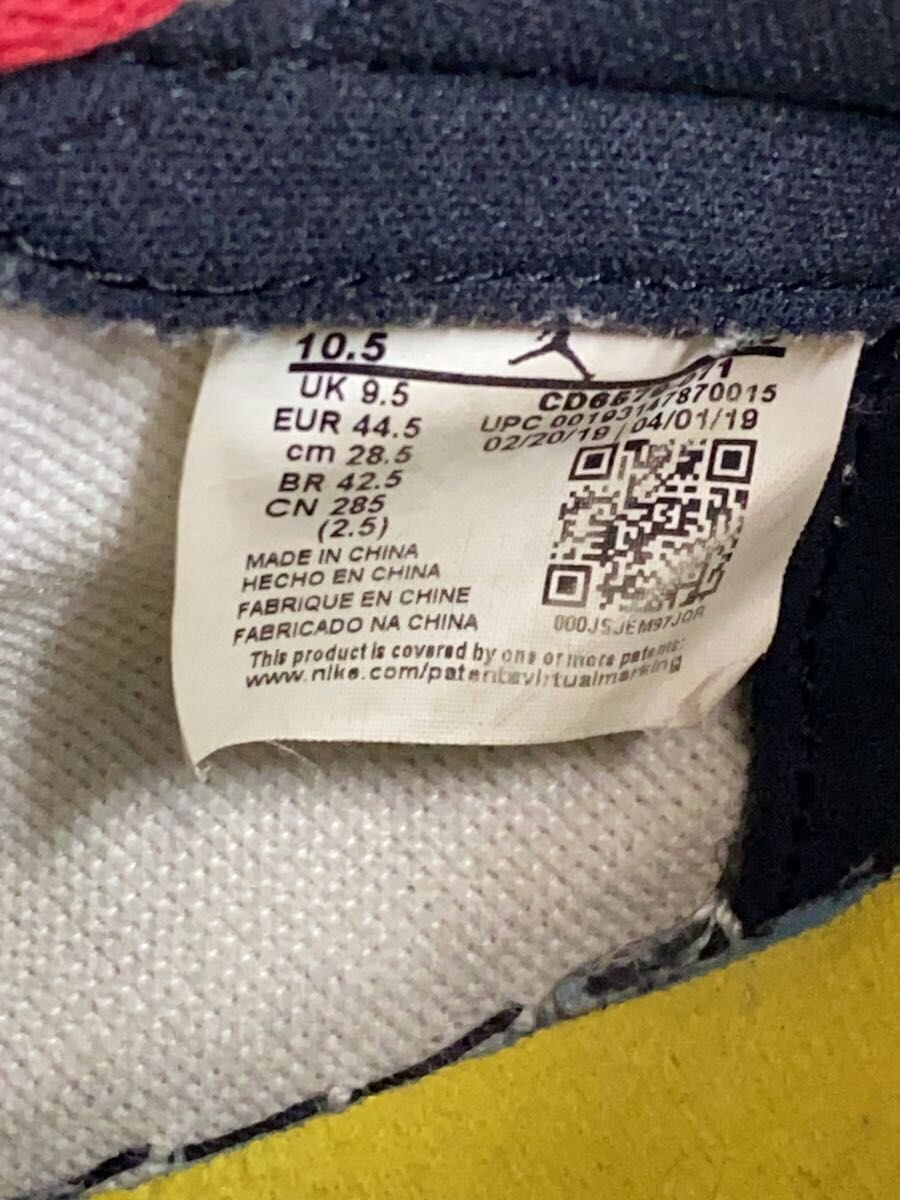 10.5
UK 9.5
EUR 44.5
cm 28.5
BR 42.5
CN 285
(2.5)
UPC 00193147870015
02/20/19 / 04/01/19
MADE IN CHINA
HECHO EN CHINA
FABRIQUE EN CHINE
FABRICADO NA CHINA
000JSJEM97JOR
This product is covered by one or more patents:
www.nike.com/patentsvirtualmarking